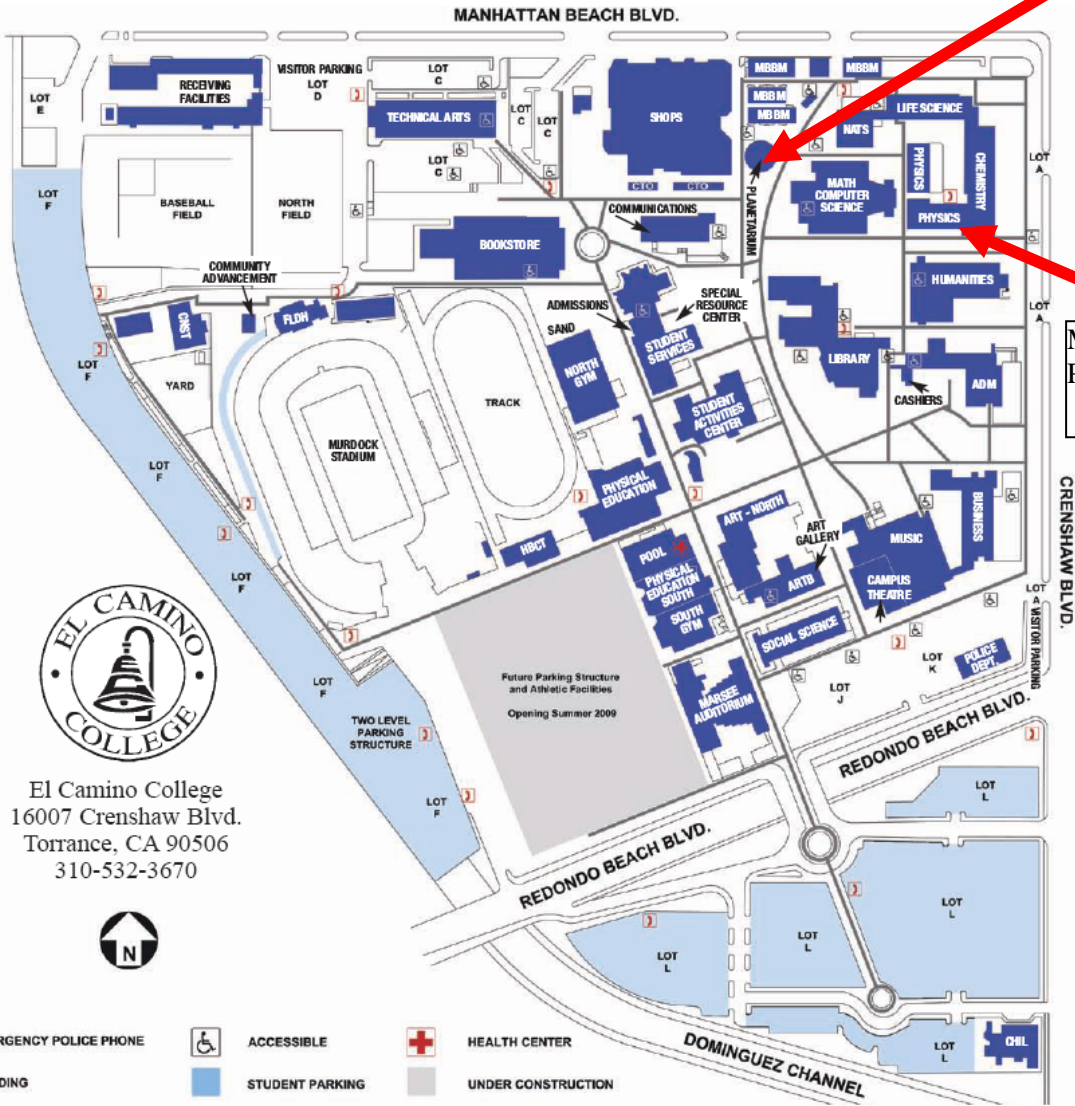 MANHATTAN BEACH BLVD.
LOT
E
RECEIVING
FACILITIES
VISITOR PARKING
LOT
D
LOT
C
TECHNICAL ARTS
LOT
C
LOT
C
LOT
C
SHOPS
CTO
CTO
MBBM
MBBM
MBBM
MBBM
PLANETARIUM
NATS
LIFE SCIENCE
PHYSICS
CHEMISTRY
PHYSICS
MATH
COMPUTER
SCIENCE
LOT
A
LOT
F
BASEBALL
FIELD
NORTH
FIELD
BOOKSTORE
COMMUNICATIONS
HUMANITIES
LOT
A
COMMUNITY
ADVANCEMENT
CNST
FLDH
LOT
F
YARD
ADMISSIONS
SPECIAL
RESOURCE
CENTER
STUDENT
SERVICES
SAND
NORTH
GYM
TRACK
MURDOCK
STADIUM
LIBRARY
CASHIERS
ADM
STUDENT
ACTIVITIES
CENTER
LOT
F
PHYSICAL
EDUCATION
HBCT
ART - NORTH
ART
GALLERY
ARTB
MUSIC
BUSINESS
CAMPUS
THEATRE
CRENSHAW BLVD.
LOT
F
POOL
PHYSICAL
EDUCATION
SOUTH
SOUTH
GYM
SOCIAL SCIENCE
LOT
A - VISITOR PARKING
LOT
K
POLICE
DEPT.
LOT
J
MARSEE
AUDITORIUM
Future Parking Structure
and Athletic Facilities
Opening Summer 2009
LOT
F
TWO LEVEL
PARKING
STRUCTURE
LOT
F
EL CAMINO
COLLEGE
El Camino College
16007 Crenshaw Blvd.
Torrance, CA 90506
310-532-3670
N
REDONDO BEACH BLVD.
REDONDO BEACH BLVD.
LOT
L
LOT
L
LOT
L
LOT
L
LOT
L
CHIL
DOMINGUEZ CHANNEL
RGENCY POLICE PHONE
ACCESSIBLE
HEALTH CENTER
DING
STUDENT PARKING
UNDER CONSTRUCTION